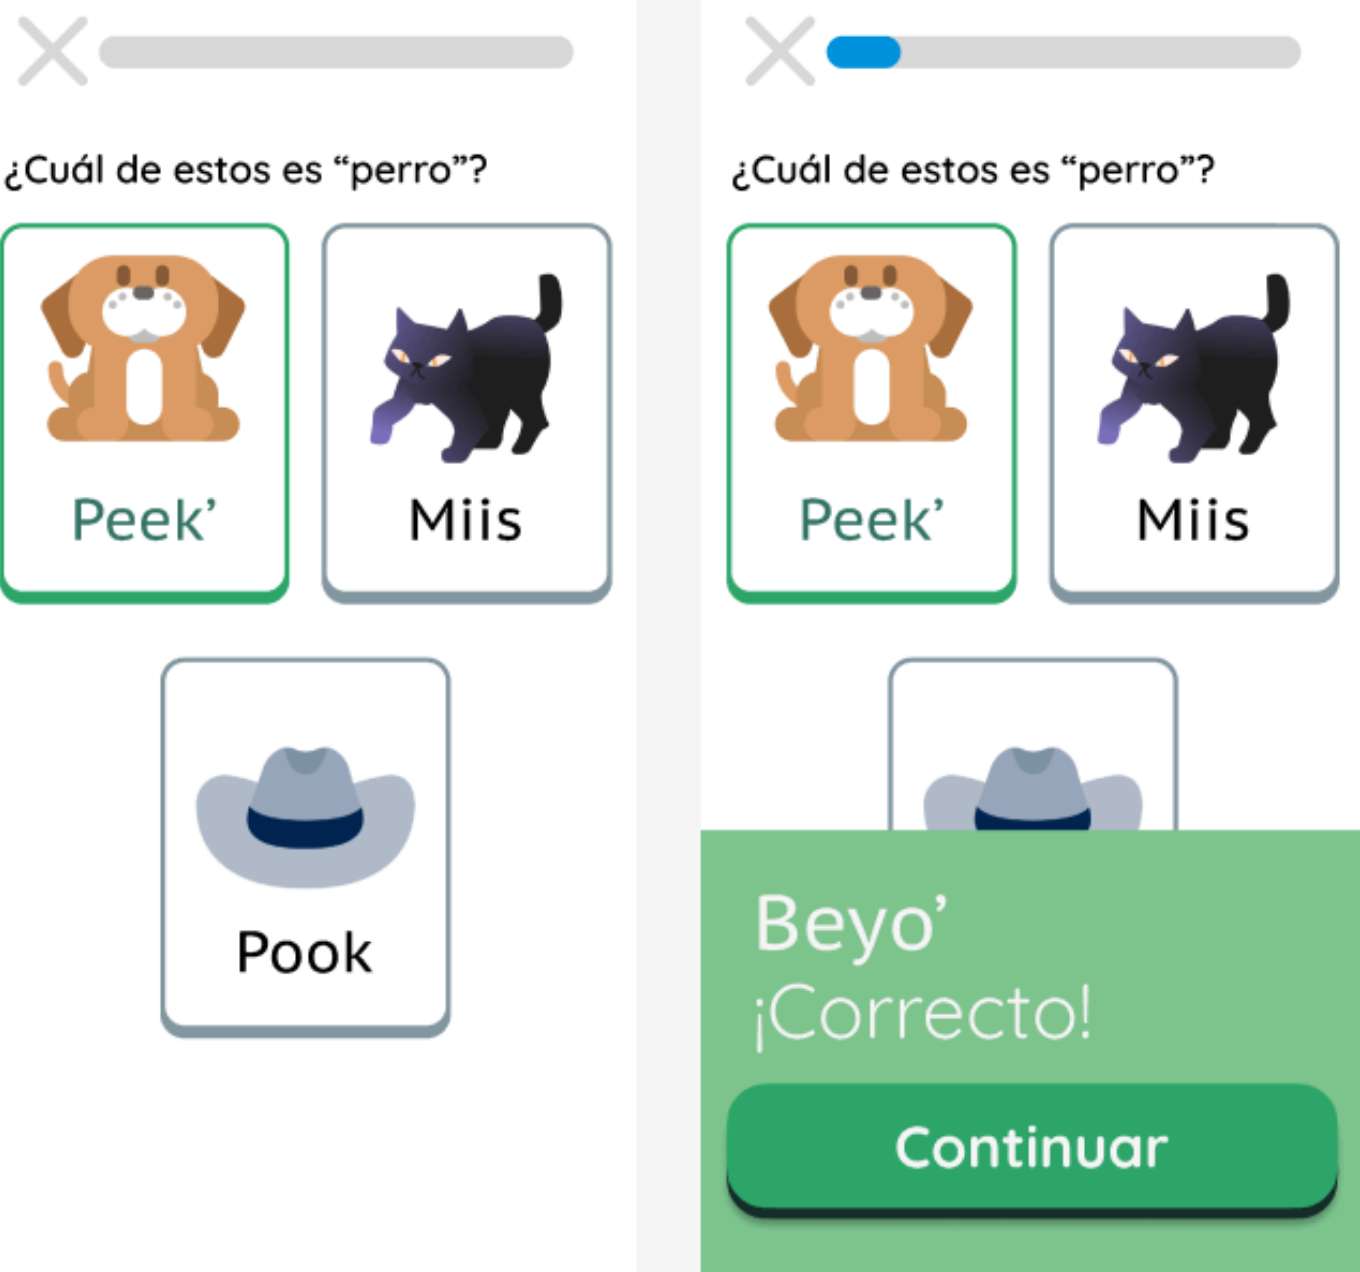 ¿Cuál de estos es “perro”?
Peek’
Miis
Pook
¿Cuál de estos es “perro”?
Peek’
Miis
Beyo’
¡Correcto!
Continuar